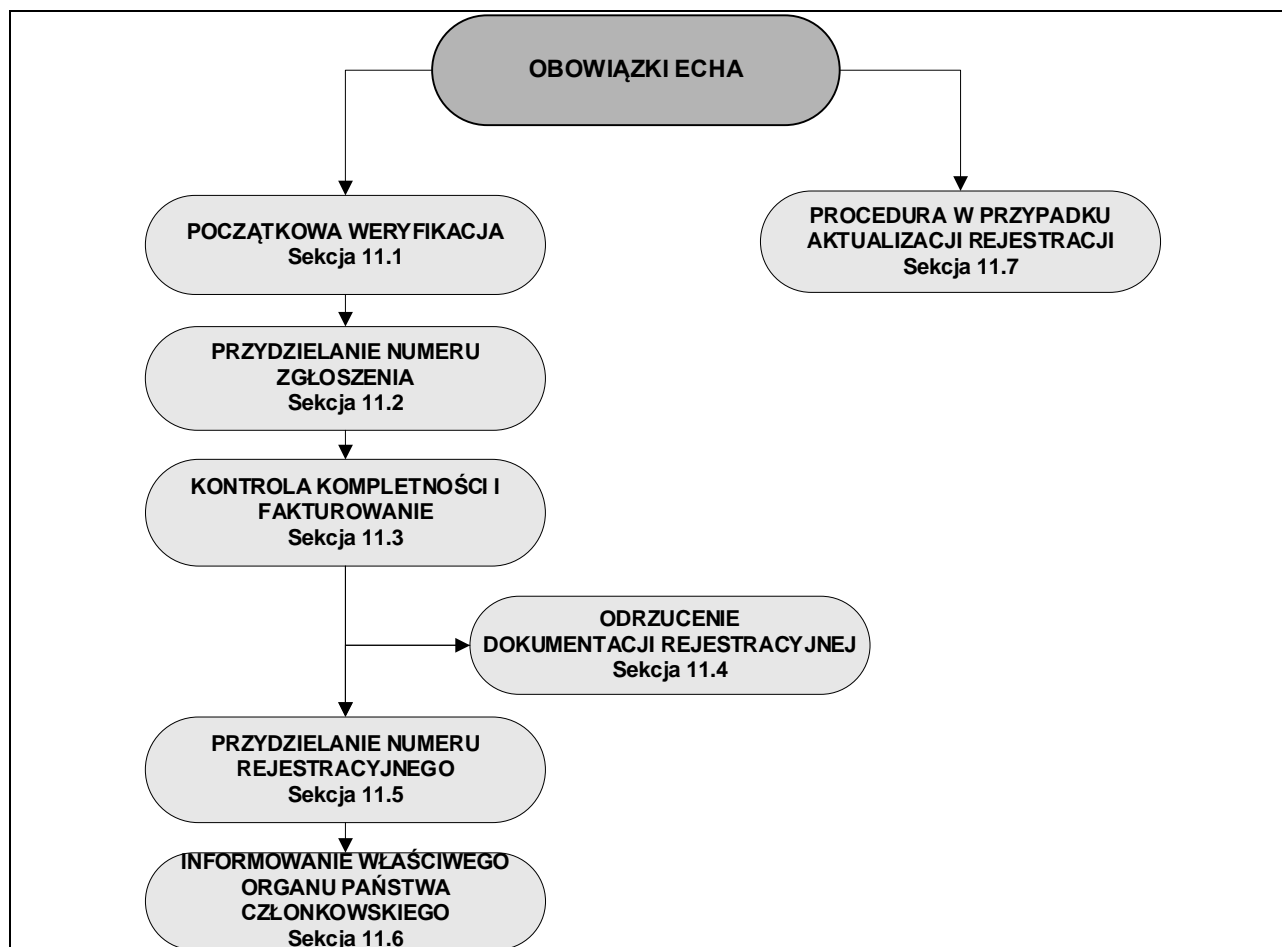 OBOWIĄZKI ECHA
POCZĄTKOWA WERYFIKACJA
Sekcja 11.1
PROCEDURA W PRZYPADKU
AKTUALIZACJI REJESTRACJI
Sekcja 11.7
PRZYDZIELANIE NUMERU
ZGŁOSZENIA
Sekcja 11.2
KONTROLA KOMPLETNOŚCI I
FAKTUROWANIE
Sekcja 11.3
ODRZUCENIE
DOKUMENTACJI REJESTRACYJNEJ
Sekcja 11.4
PRZYDZIELANIE NUMERU
REJESTRACYJNEGO
Sekcja 11.5
INFORMOWANIE WŁAŚCIWEGO
ORGANU PAŃSTWA
CZŁONKOWSKIEGO
Sekcja 11.6